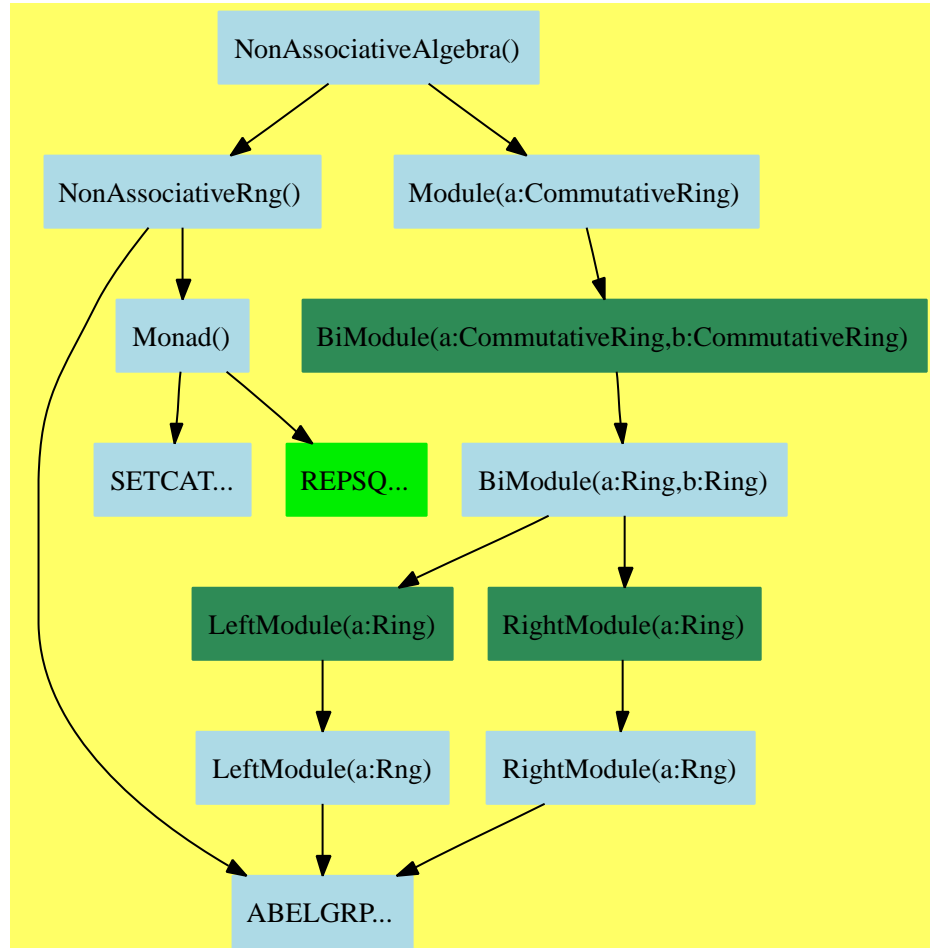 NonAssociativeAlgebra()
NonAssociativeRng()
Module(a:CommutativeRing)
Monad()
BiModule(a:CommutativeRing,b:CommutativeRing)
SETCAT...
REPSQ...
BiModule(a:Ring,b:Ring)
LeftModule(a:Ring)
RightModule(a:Ring)
LeftModule(a:Rng)
RightModule(a:Rng)
ABELGRP...